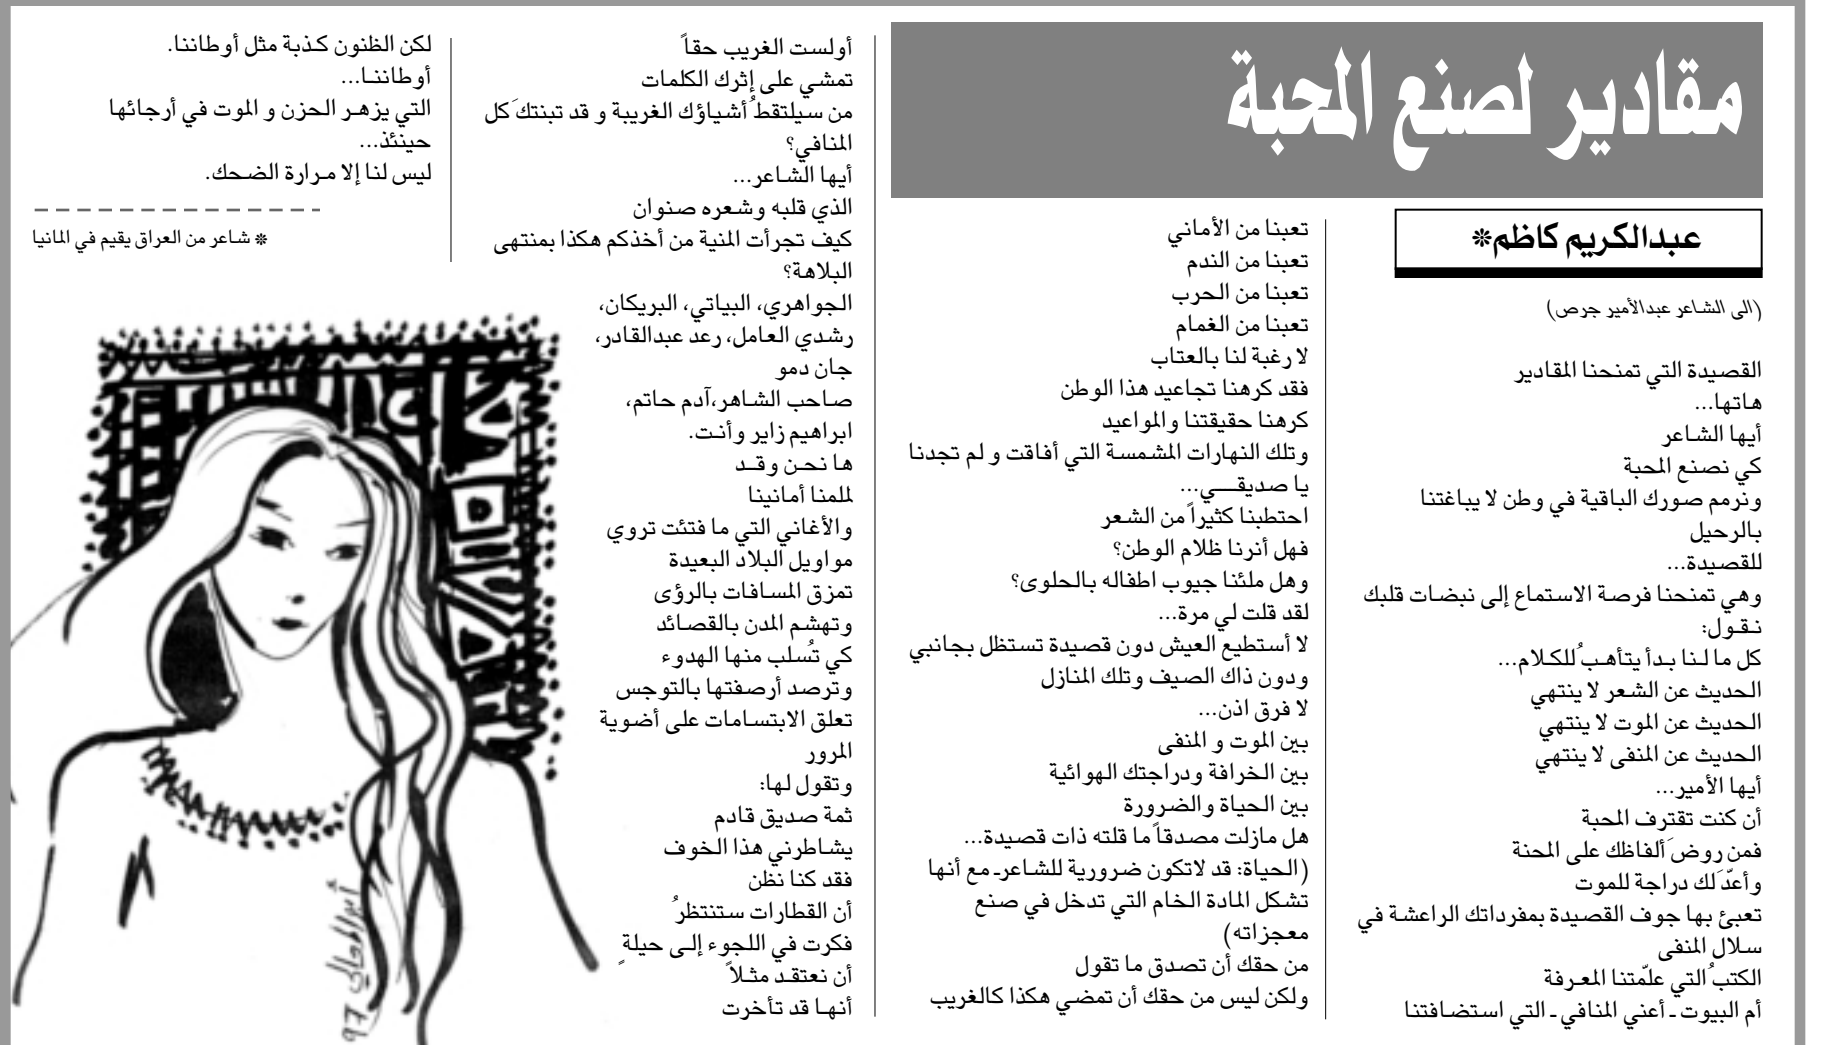 مقادير لصنع المحبة
عبدالكريم كاظم*
(الى الشاعر عبدالأمير جرص)
القصيدة التي تمنحنا المقادير
هاتها...
أيها الشاعر
كي نصنع المحبة
ونرمم صورك الباقية في وطن لا يباغتنا
بالرحيل
للقصيدة...
وهي تمنحنا فرصة الاستماع إلى نبضات قلبك
نقول:
كل ما لنا بدأ يتأهبُ للكلام...
الحديث عن الشعر لا ينتهي
الحديث عن الموت لا ينتهي
الحديث عن المنفى لا ينتهي
أيها الأمير...
أن كنت تقترف المحبة
فمن روضَ ألفاظك على المحنة
وأعدّ لك دراجة للموت
تعبئ بها جوف القصيدة بمفرداتك الراعشة في
سلال المنفى
الكتبُ التي علّمتنا المعرفة
أم البيوت ـ أعني المنافي ـ التي استضافتنا
تعبنا من الأماني
تعبنا من الندم
تعبنا من الحرب
تعبنا من الغمام
لا رغبة لنا بالعتاب
فقد كرهنا تجاعيد هذا الوطن
كرهنا حقيقتنا والمواعيد
وتلك النهارات المشمسة التي أفاقت و لم تجدنا
يا صديقــــي...
احتطبنا كثيراً من الشعر
فهل أنرنا ظلام الوطن؟
وهل ملئنا جيوب اطفاله بالحلوى؟
لقد قلت لي مرة...
لا أستطيع العيش دون قصيدة تستظل بجانبي
ودون ذاك الصيف وتلك المنازل
لا فرق اذن...
بين الموت و المنفى
بين الخرافة ودراجتك الهوائية
بين الحياة والضرورة
هل مازلت مصدقاً ما قلته ذات قصيدة...
(الحياة: قد لاتكون ضرورية للشاعرـ مع أنها
تشكل المادة الخام التي تدخل في صنع
معجزاته)
من حقك أن تصدق ما تقول
ولكن ليس من حقك أن تمضي هكذا كالغريب
أولست الغريب حقاً
تمشي على إثرك الكلمات
من سيلتقطُ أشياؤك الغريبة و قد تبنتكَ كل
المنافي؟
أيها الشاعر...
الذي قلبه وشعره صنوان
كيف تجرأت المنية من أخذكم هكذا بمنتهى
البلاهة؟
الجواهري، البياتي، البريكان،
رشدي العامل، رعد عبدالقادر،
جان دمو
صاحب الشاهر،آدم حاتم،
ابراهيم زاير وأنت.
ها نحن وقد
لملمنا أمانينا
والأغاني التي ما فتئت تروي
مواويل البلاد البعيدة
تمزق المسافات بالرؤى
وتهشم المدن بالقصائد
كي تُسلب منها الهدوء
وترصد أرصفتها بالتوجس
تعلق الابتسامات على أضوية
المرور
وتقول لها:
ثمة صديق قادم
يشاطرني هذا الخوف
فقد كنا نظن
أن القطارات ستنتظرُ
فكرت في اللجوء إلى حيلةٍ
أن نعتقد مثلاً
أنها قد تأخرت
لكن الظنون كذبة مثل أوطاننا.
أوطاننا...
التي يزهر الحزن و الموت في أرجائها
حينئذ...
ليس لنا إلا مرارة الضحك.
* شاعر من العراق يقيم في المانيا
97